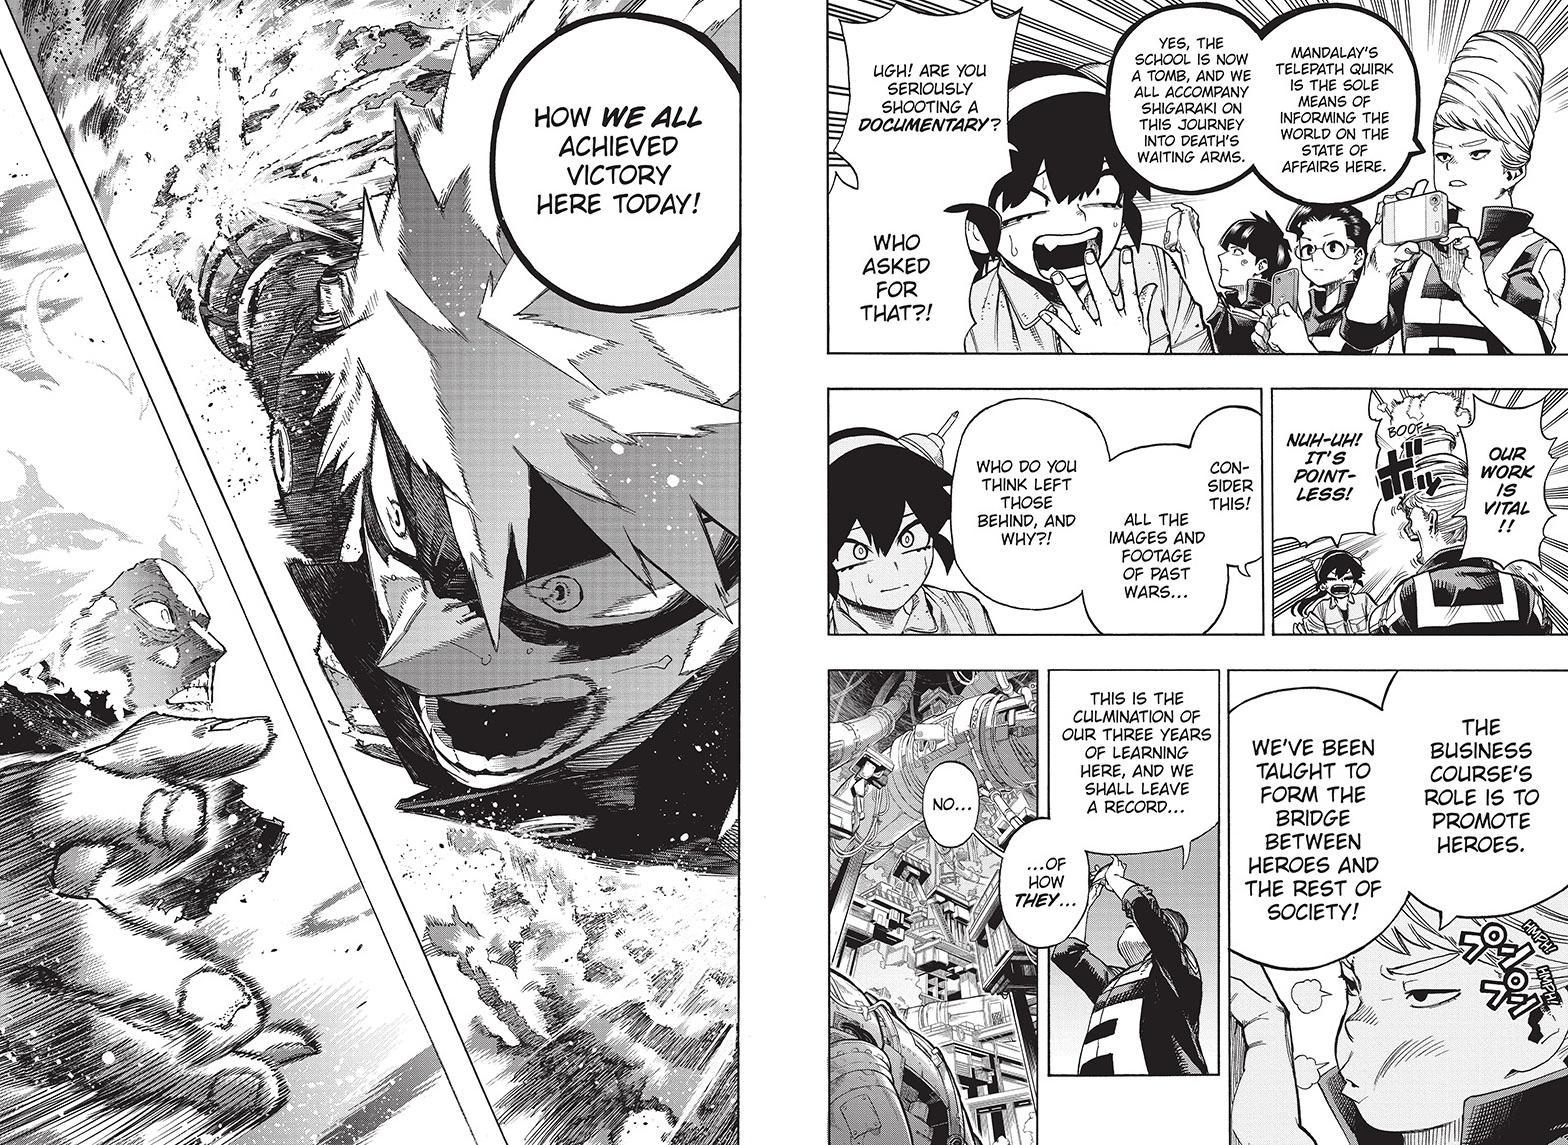 MANDALAY'S
TELEPATH QUIRK
IS THE SOLE
MEANS OF
INFORMING THE
WORLD ON THE
STATE OF
AFFAIRS HERE.
YES, THE
SCHOOL IS NOW
A TOMB, AND WE
ALL ACCOMPANY
SHIGARAKI ON
THIS JOURNEY
INTO DEATH'S
WAITING ARMS.
UGH! ARE YOU
SERIOUSLY
SHOOTING A
DOCUMENTARY?
WHO
ASKED
FOR
THAT?!
OUR
WORK
IS
VITAL
!!
BOOF
ボッ
NUH-UH!
IT'S
POINT-
LESS!
CON-
SIDER
THIS!
ALL THE
IMAGES AND
FOOTAGE
OF PAST
WARS...
WHO DO YOU
THINK LEFT
THOSE
BEHIND, AND
WHY?!
THE
BUSINESS
COURSE'S
ROLE IS TO
PROMOTE
HEROES.
WE'VE BEEN
TAUGHT TO
FORM THE
BRIDGE
BETWEEN
HEROES AND
THE REST OF
SOCIETY!
THIS IS THE
CULMINATION OF
OUR THREE YEARS
OF LEARNING
HERE, AND WE
SHALL LEAVE
A RECORD...
...OF
HOW
THEY...
NO...
HOW WE ALL
ACHIEVED
VICTORY
HERE TODAY!